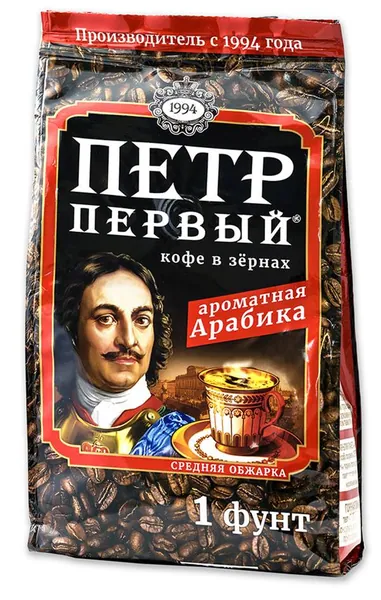 Производитель с 1994 года
1994
ПЕТР
ПЕРВЫЙ®
кофе в зёрнах
ароматная
Арабика
СРЕДНЯЯ ОБЖАРКА
1 фунт